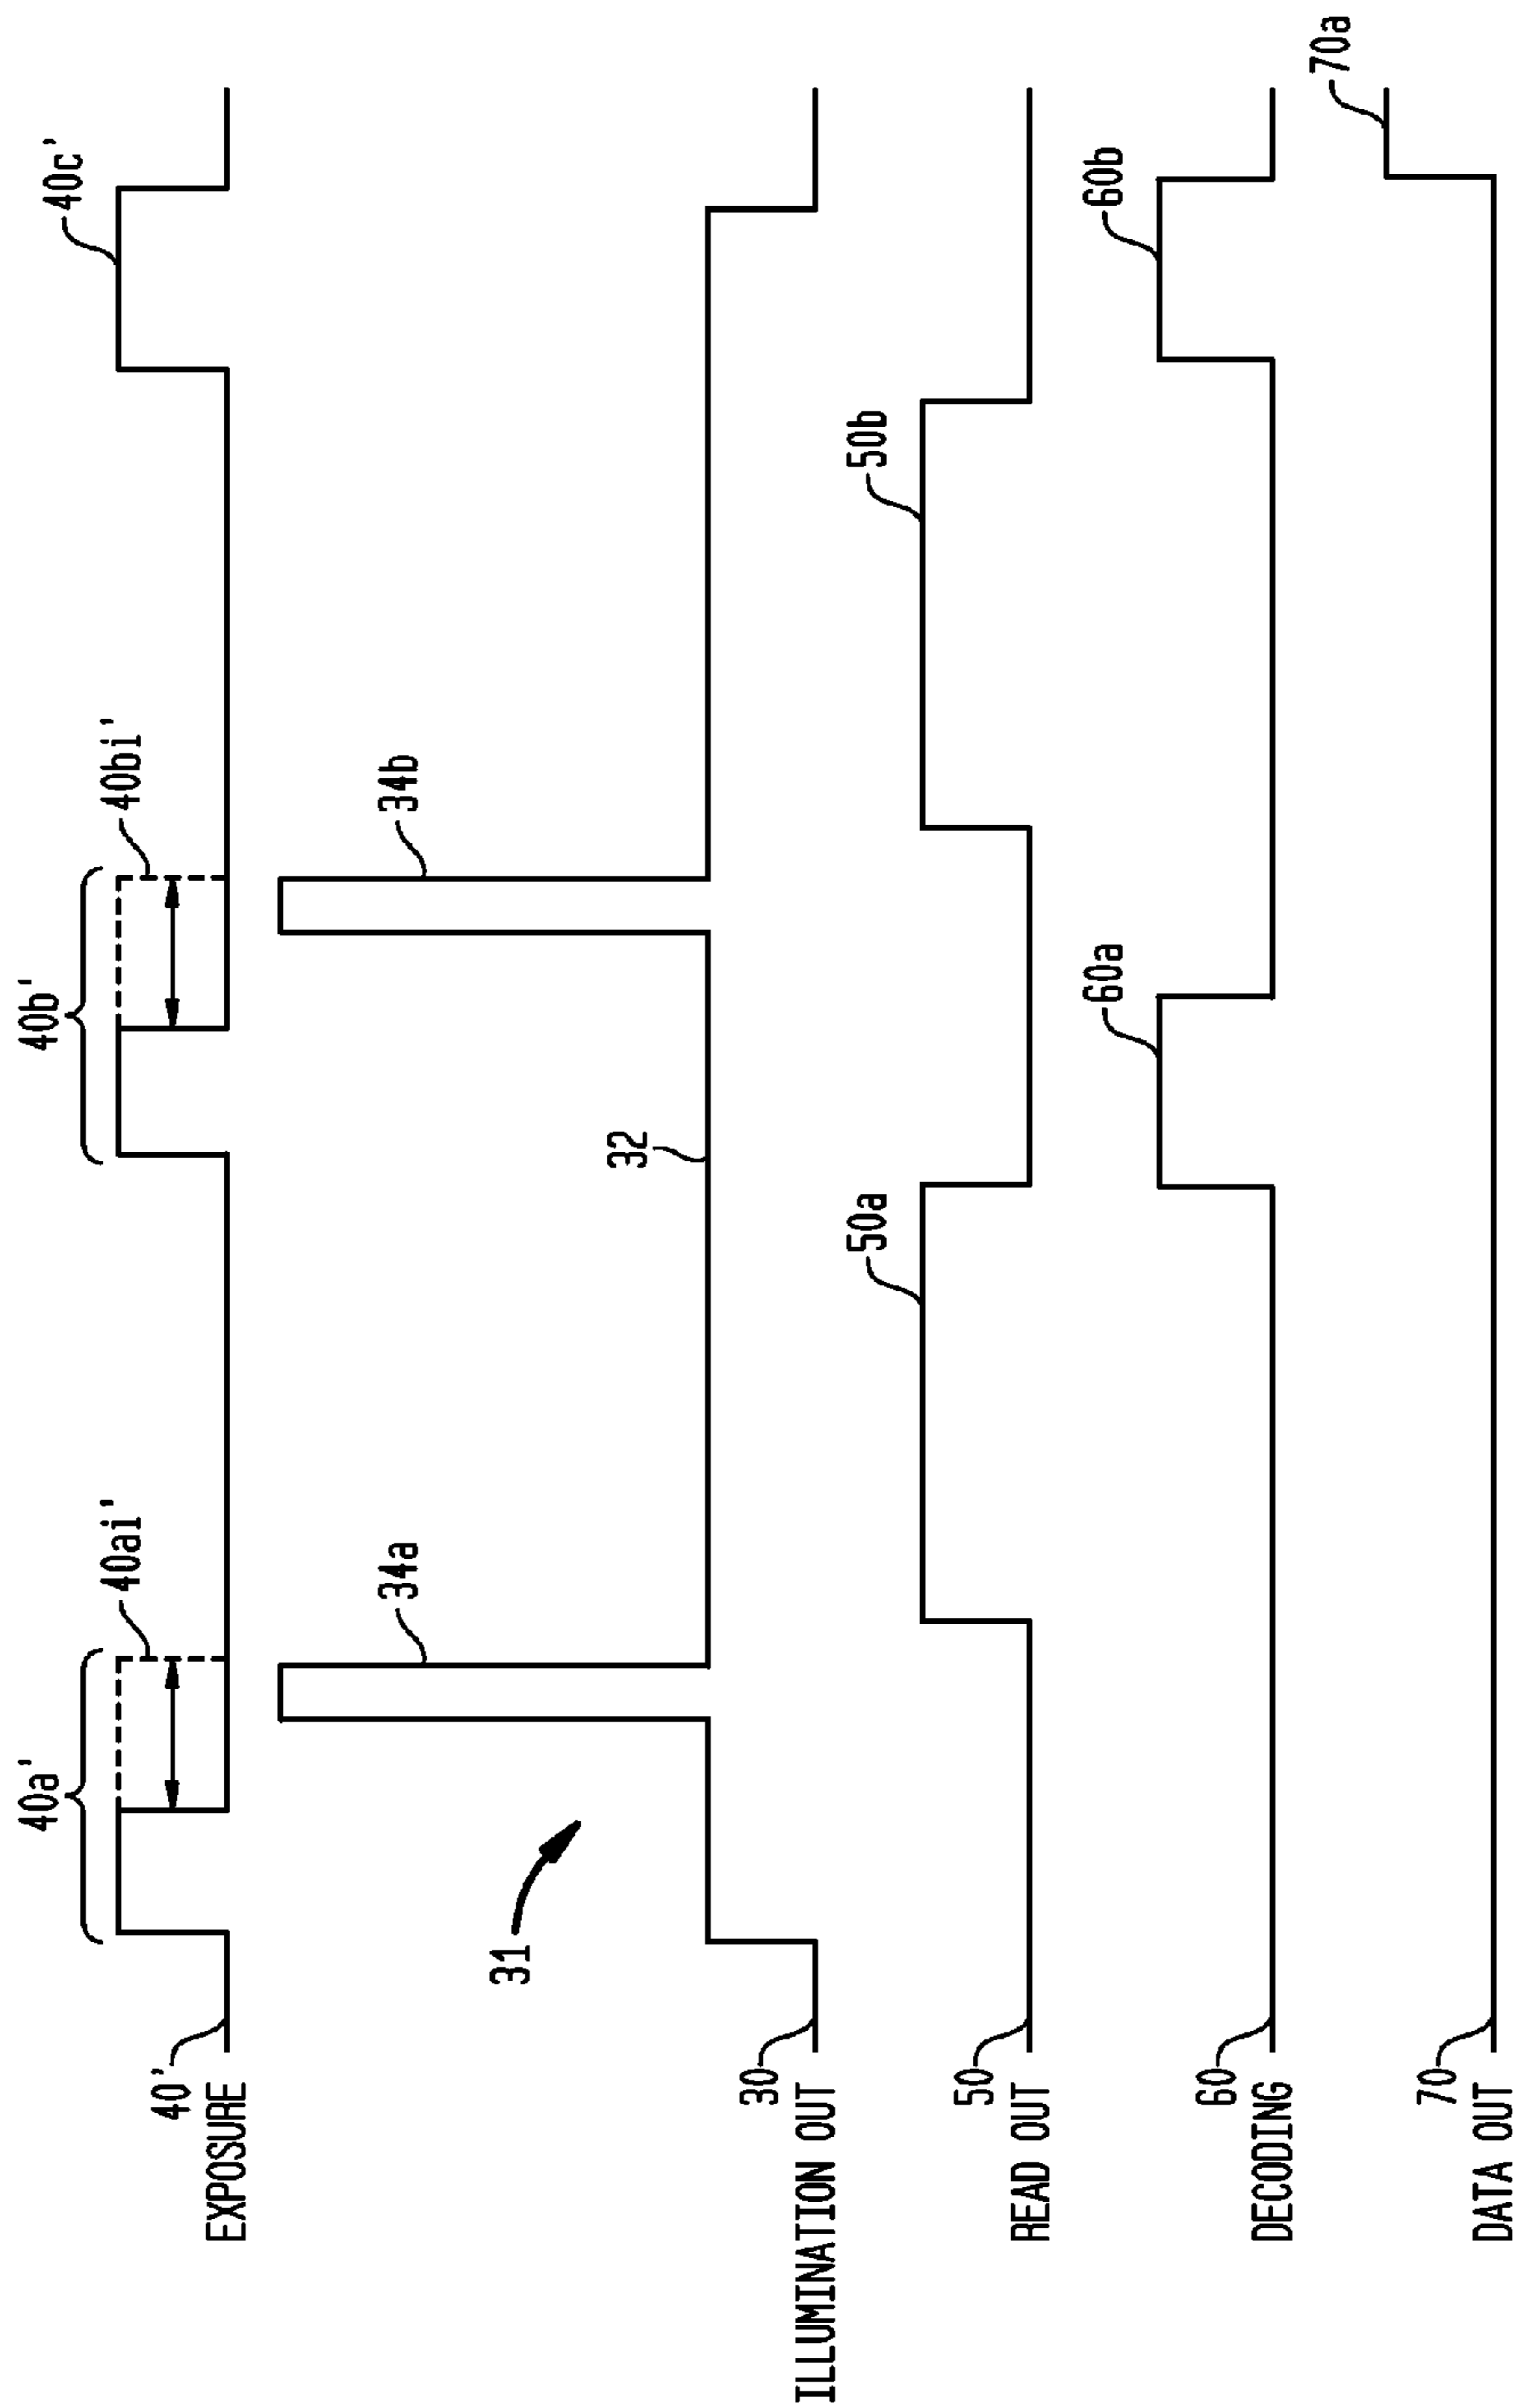 40a'
40b'
40ai'
40bi'
40c'
40'
EXPOSURE
34a
34b
31
32
30
ILLUMINATION OUT
50a
50b
50
READ OUT
60a
60b
60
DECODING
70a
70
DATA OUT